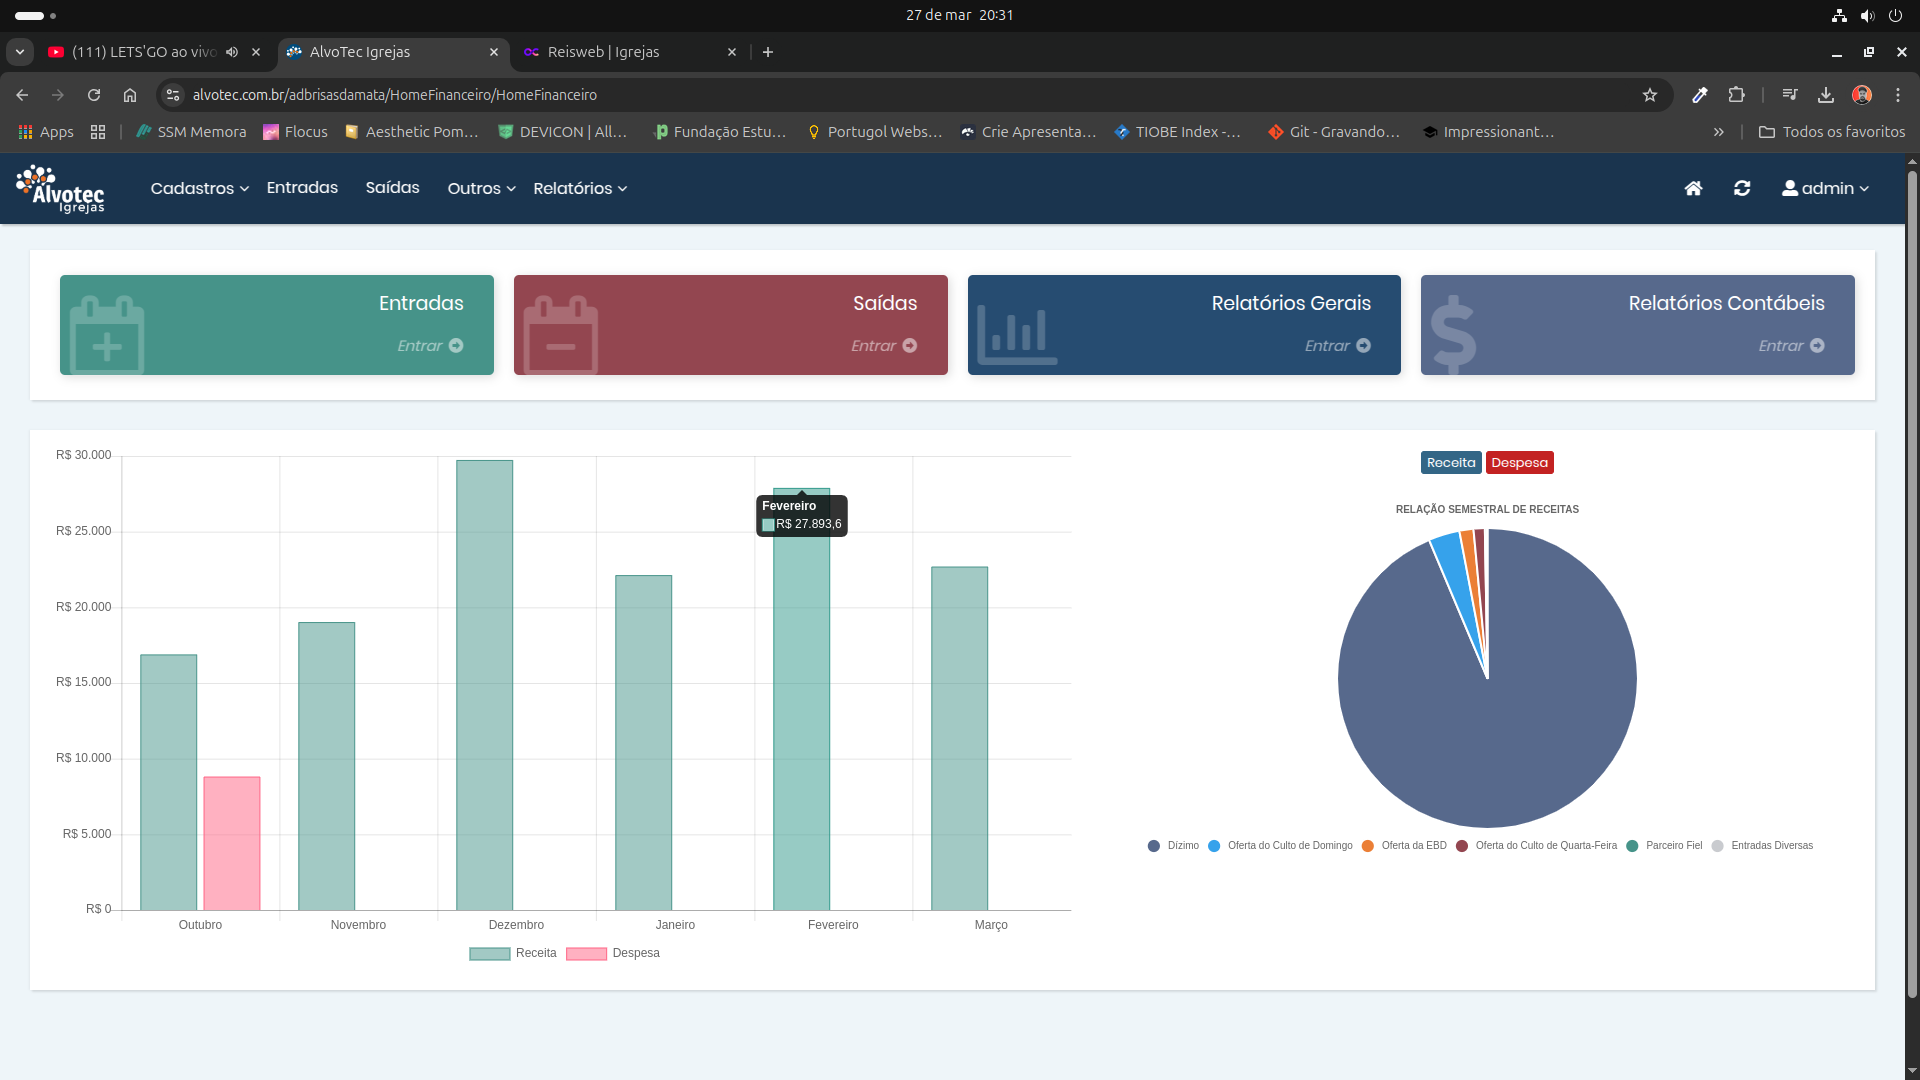 27 de mar 20:31
(111) LETS'GO ao vivo
AlvoTec Igrejas
Reisweb | Igrejas
alvotec.com.br/adbrisasdamata/HomeFinanceiro/HomeFinanceiro
Apps
SSM Memora
Flocus
Aesthetic Pom...
DEVICON | All...
Fundação Estu...
Portugol Webs...
Crie Apresenta...
TIOBE Index -...
Git - Gravando...
Impressionant...
Todos os favoritos
Alvotec
Igrejas
Cadastros
Entradas
Saídas
Outros
Relatórios
admin
Entradas
Entrar
Saídas
Entrar
Relatórios Gerais
Entrar
Relatórios Contábeis
Entrar
R$ 30.000
R$ 25.000
R$ 20.000
R$ 15.000
R$ 10.000
R$ 5.000
R$ 0
Fevereiro
R$ 27.893,6
Outubro
Novembro
Dezembro
Janeiro
Fevereiro
Março
Receita
Despesa
Receita
Despesa
RELAÇÃO SEMESTRAL DE RECEITAS
Dízimo
Oferta do Culto de Domingo
Oferta da EBD
Oferta do Culto de Quarta-Feira
Parceiro Fiel
Entradas Diversas